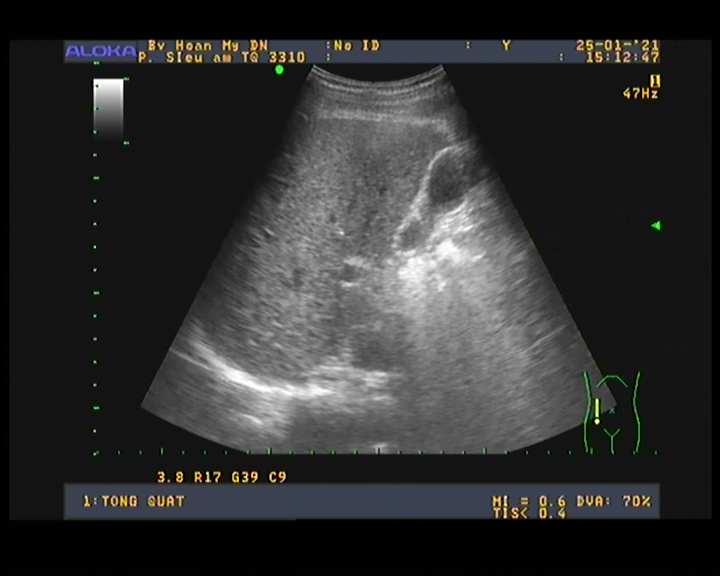 ALOKA Bv Hoan My DN :No ID : Y 25-01-'21
P. Sieu am TQ 3310 : : 15:12:47
1
47Hz
3.8 R17 G39 C9
1:TONG QUAT MI = 0.6 DVA: 70%
TIS< 0.4